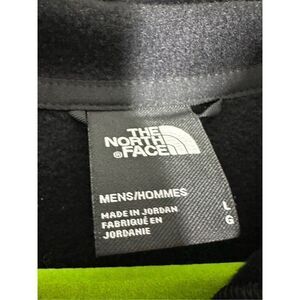 THE
NORTH
®FACE
MENS/HOMMES
MADE IN JORDAN
FABRIQUÉ EN
JORDANIE
L
G